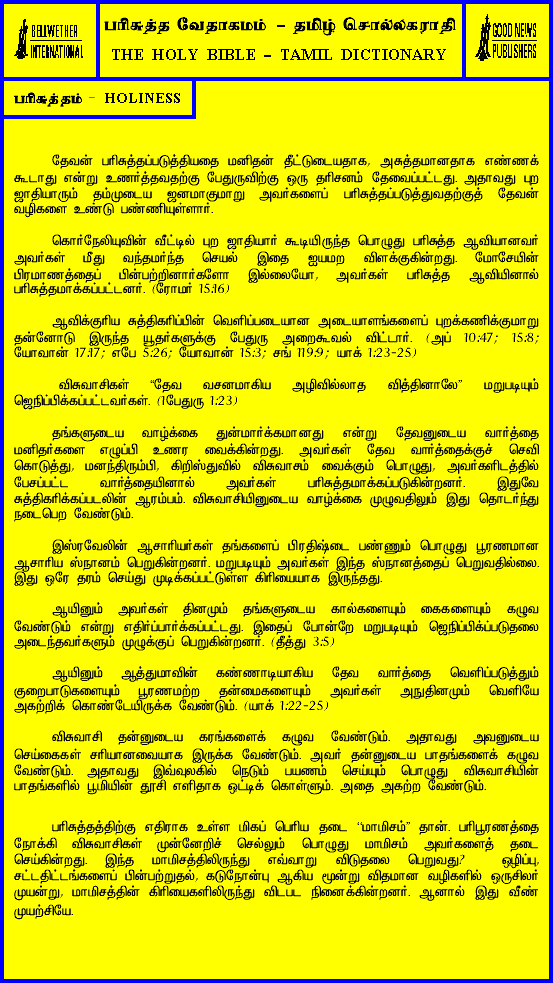 BELLWETHER
INTERNATIONAL
பரிசுத்த வேதாகமம் - தமிழ் சொல்லகராதி
THE HOLY BIBLE - TAMIL DICTIONARY
GOOD NEWS
PUBLISHERS
பரிசுத்தம் - HOLINESS
தேவன் பரிசுத்தப்படுத்தியதை மனிதன் தீட்டுடையதாக, அசுத்தமானதாக எண்ணக்
கூடாது என்று உணர்த்தவதற்கு பேதுருவிற்கு ஒரு தரிசனம் தேவைப்பட்டது. அதாவது புற
ஜாதியாரும் தம்முடைய ஜனமாகுமாறு அவர்களைப் பரிசுத்தப்படுத்துவதற்குத் தேவன்
வழிகளை உண்டு பண்ணியுள்ளார்.
கொர்நேலியுவின் வீட்டில் புற ஜாதியார் கூடியிருந்த பொழுது பரிசுத்த ஆவியானவர்
அவர்கள் மீது வந்தமர்ந்த செயல் இதை ஐயமற விளக்குகின்றது. மோசேயின்
பிரமாணத்தைப் பின்பற்றினார்களோ இல்லையோ, அவர்கள் பரிசுத்த ஆவியினால்
பரிசுத்தமாக்கப்பட்டனர். (ரோமர் 15:16)
ஆவிக்குரிய சுத்திகரிப்பின் வெளிப்படையான அடையாளங்களைப் புறக்கணிக்குமாறு
தன்னோடு இருந்த யூதர்களுக்கு பேதுரு அறைகூவல் விட்டார். (அப் 10:47; 15:8;
யோவான் 17:17; எபே 5:26; யோவான் 15:3; சங் 119:9; யாக் 1:23-25)
விசுவாசிகள் “தேவ வசனமாகிய அழிவில்லாத வித்தினாலே” மறுபடியும்
ஜெநிப்பிக்கப்பட்டவர்கள். (1பேதுரு 1:23)
தங்களுடைய வாழ்க்கை துன்மார்க்கமானது என்று தேவனுடைய வார்த்தை
மனிதர்களை எழுப்பி உணர வைக்கின்றது. அவர்கள் தேவ வார்த்தைக்குச் செவி
கொடுத்து, மனந்திரும்பி, கிறிஸ்துவில் விசுவாசம் வைக்கும் பொழுது, அவர்களிடத்தில்
பேசப்பட்ட வார்த்தையினால் அவர்கள் பரிசுத்தமாக்கப்படுகின்றனர். இதுவே
சுத்திகரிக்கப்படலின் ஆரம்பம். விசுவாசியினுடைய வாழ்க்கை முழுவதிலும் இது தொடர்ந்து
நடைபெற வேண்டும்.
இஸ்ரவேலின் ஆசாரியர்கள் தங்களைப் பிரதிஷ்டை பண்ணும் பொழுது பூரணமான
ஆசாரிய ஸ்நானம் பெறுகின்றனர். மறுபடியும் அவர்கள் இந்த ஸ்நானத்தைப் பெறுவதில்லை.
இது ஒரே தரம் செய்து முடிக்கப்பட்டுள்ள கிரியையாக இருந்தது.
ஆயினும் அவர்கள் தினமும் தங்களுடைய கால்களையும் கைகளையும் கழுவ
வேண்டும் என்று எதிர்ப்பார்க்கப்பட்டது. இதைப் போன்றே மறுபடியும் ஜெநிப்பிக்கப்படுதலை
அடைந்தவர்களும் முழுக்குப் பெறுகின்றனர். (தீத்து 3:5)
ஆயினும் ஆத்துமாவின் கண்ணாடியாகிய தேவ வார்த்தை வெளிப்படுத்தும்
குறைபாடுகளையும் பூரணமற்ற தன்மைகளையும் அவர்கள் அநுதினமும் வெளியே
அகற்றிக் கொண்டேயிருக்க வேண்டும். (யாக் 1:22-25)
விசுவாசி தன்னுடைய கரங்களைக் கழுவ வேண்டும். அதாவது அவனுடைய
செய்கைகள் சரியானவையாக இருக்க வேண்டும். அவர் தன்னுடைய பாதங்களைக் கழுவ
வேண்டும். அதாவது இவ்வுலகில் நெடும் பயணம் செய்யும் பொழுது விசுவாசியின்
பாதங்களில் பூமியின் தூசி எளிதாக ஒட்டிக் கொள்ளும். அதை அகற்ற வேண்டும்.
பரிசுத்தத்திற்கு எதிராக உள்ள மிகப் பெரிய தடை “மாமிசம்” தான். பரிபூரணத்தை
நோக்கி விசுவாசிகள் முன்னேறிச் செல்லும் பொழுது மாமிசம் அவர்களைத் தடை
செய்கின்றது. இந்த மாமிசத்திலிருந்து எவ்வாறு விடுதலை பெறுவது? ஒழிப்பு,
சட்டதிட்டங்களைப் பின்பற்றுதல், கடுநோன்பு ஆகிய மூன்று விதமான வழிகளில் ஒருசிலர்
முயன்று, மாமிசத்தின் கிரியைகளிலிருந்து விடபட நினைக்கின்றனர். ஆனால் இது வீண்
முயற்சியே.